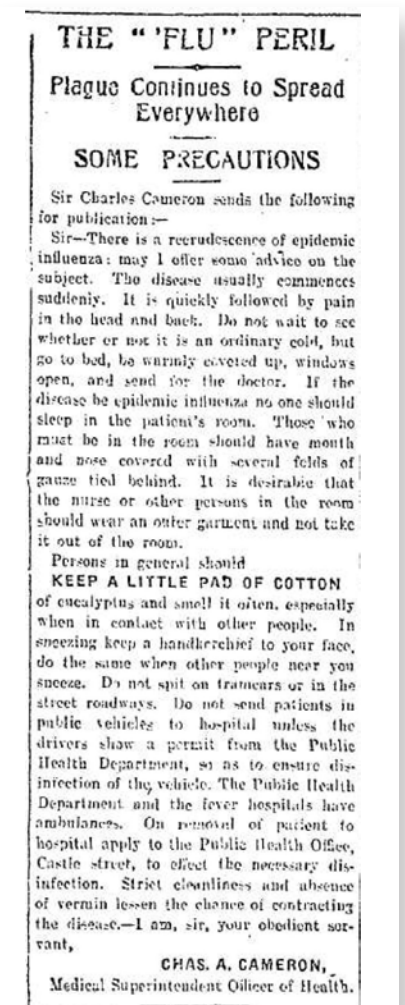 THE "'FLU" PERIL
Plague Continues to Spread
Everywhere
SOME PRECAUTIONS
Sir Charles Cameron sends the following
for publication:—
Sir—There is a recrudescence of epidemic
influenza: may I offer some advice on the
subject. The disease usually commences
suddenly. It is quickly followed by pain
in the head and back. Do not wait to see
whether or not it is an ordinary cold, but
go to bed, be warmly covered up, windows
open, and send for the doctor. If the
disease be epidemic influenza no one should
sleep in the patient's room. Those who
must be in the room should have mouth
and nose covered with several folds of
gauze tied behind. It is desirable that
the nurse or other persons in the room
should wear an outer garment and not take
it out of the room.
Persons in general should
KEEP A LITTLE PAD OF COTTON
of eucalyptus and smell it often, especially
when in contact with other people. In
sneezing keep a handkerchief to your face,
do the same when other people near you
sneeze. Do not spit on tramcars or in the
street roadways. Do not send patients in
public vehicles to hospital unless the
drivers show a permit from the Public
Health Department, so as to ensure dis-
infection of the vehicle. The Public Health
Department and the fever hospitals have
ambulances. On removal of patient to
hospital apply to the Public Health Office,
Castle street, to effect the necessary dis-
infection. Strict cleanliness and absence
of vermin lessen the chance of contracting
the disease.—I am, sir, your obedient ser-
vant,
CHAS. A. CAMERON,
Medical Superintendent Officer of Health.